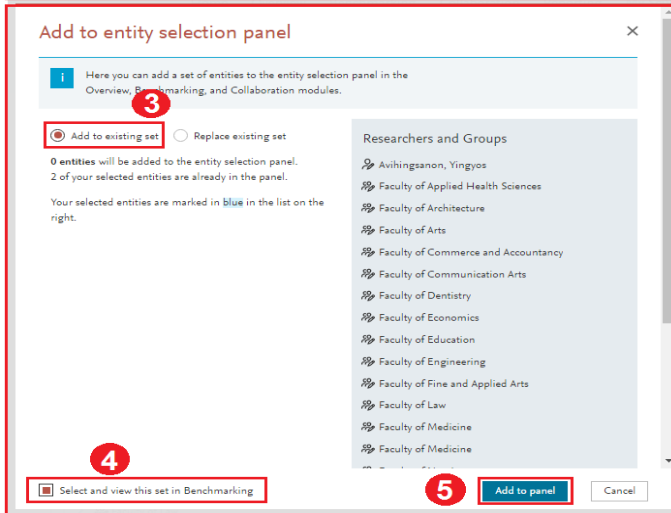 Add to entity selection panel
i
Here you can add a set of entities to the entity selection panel in the
Overview, Benchmarking, and Collaboration modules.
3
Add to existing set
Replace existing set
0 entities will be added to the entity selection panel.
2 of your selected entities are already in the panel.
Your selected entities are marked in blue in the list on the
right.
Researchers and Groups
Avihingsanon, Yingyos
Faculty of Applied Health Sciences
Faculty of Architecture
Faculty of Arts
Faculty of Commerce and Accountancy
Faculty of Communication Arts
Faculty of Dentistry
Faculty of Economics
Faculty of Education
Faculty of Engineering
Faculty of Fine and Applied Arts
Faculty of Law
Faculty of Medicine
Faculty of Medicine
4
Select and view this set in Benchmarking
5
Add to panel
Cancel